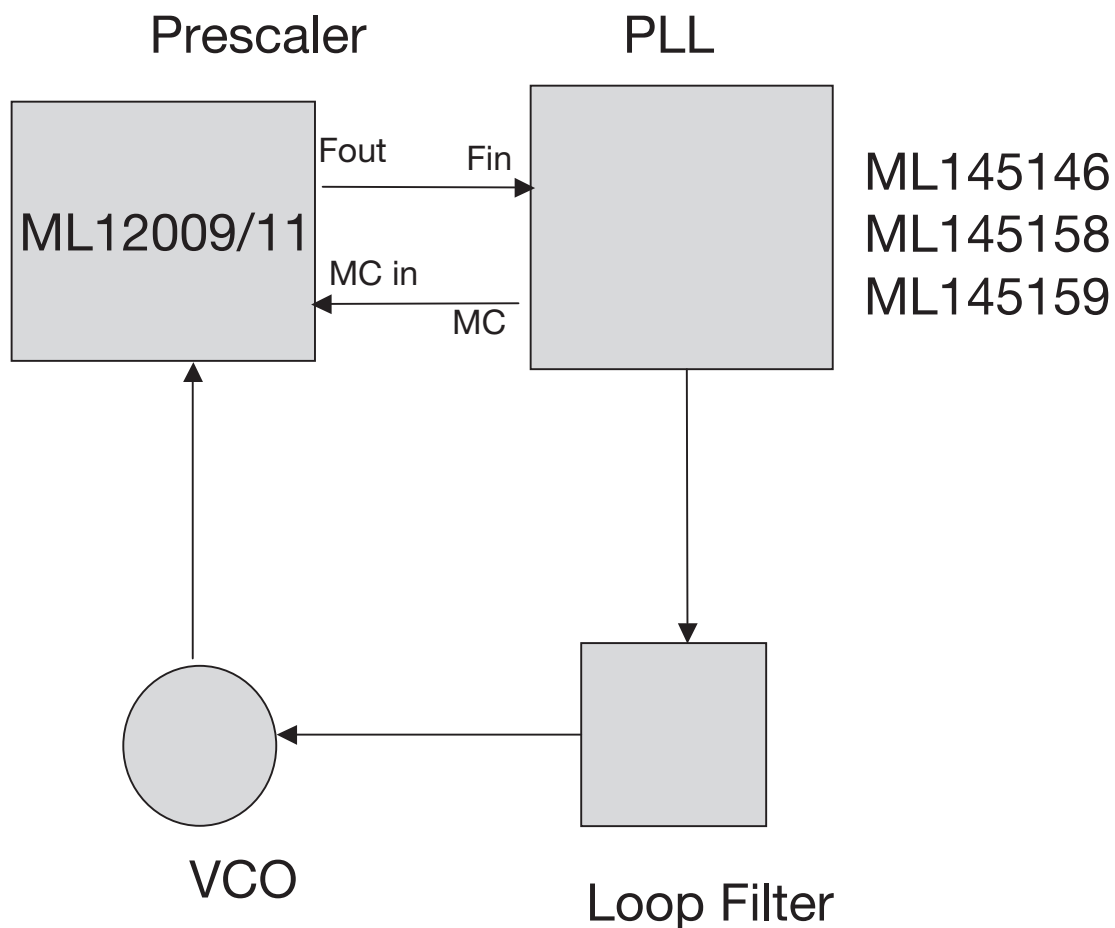 Prescaler
PLL
Fout
Fin
ML12009/11
MC in
MC
ML145146
ML145158
ML145159
VCO
Loop Filter